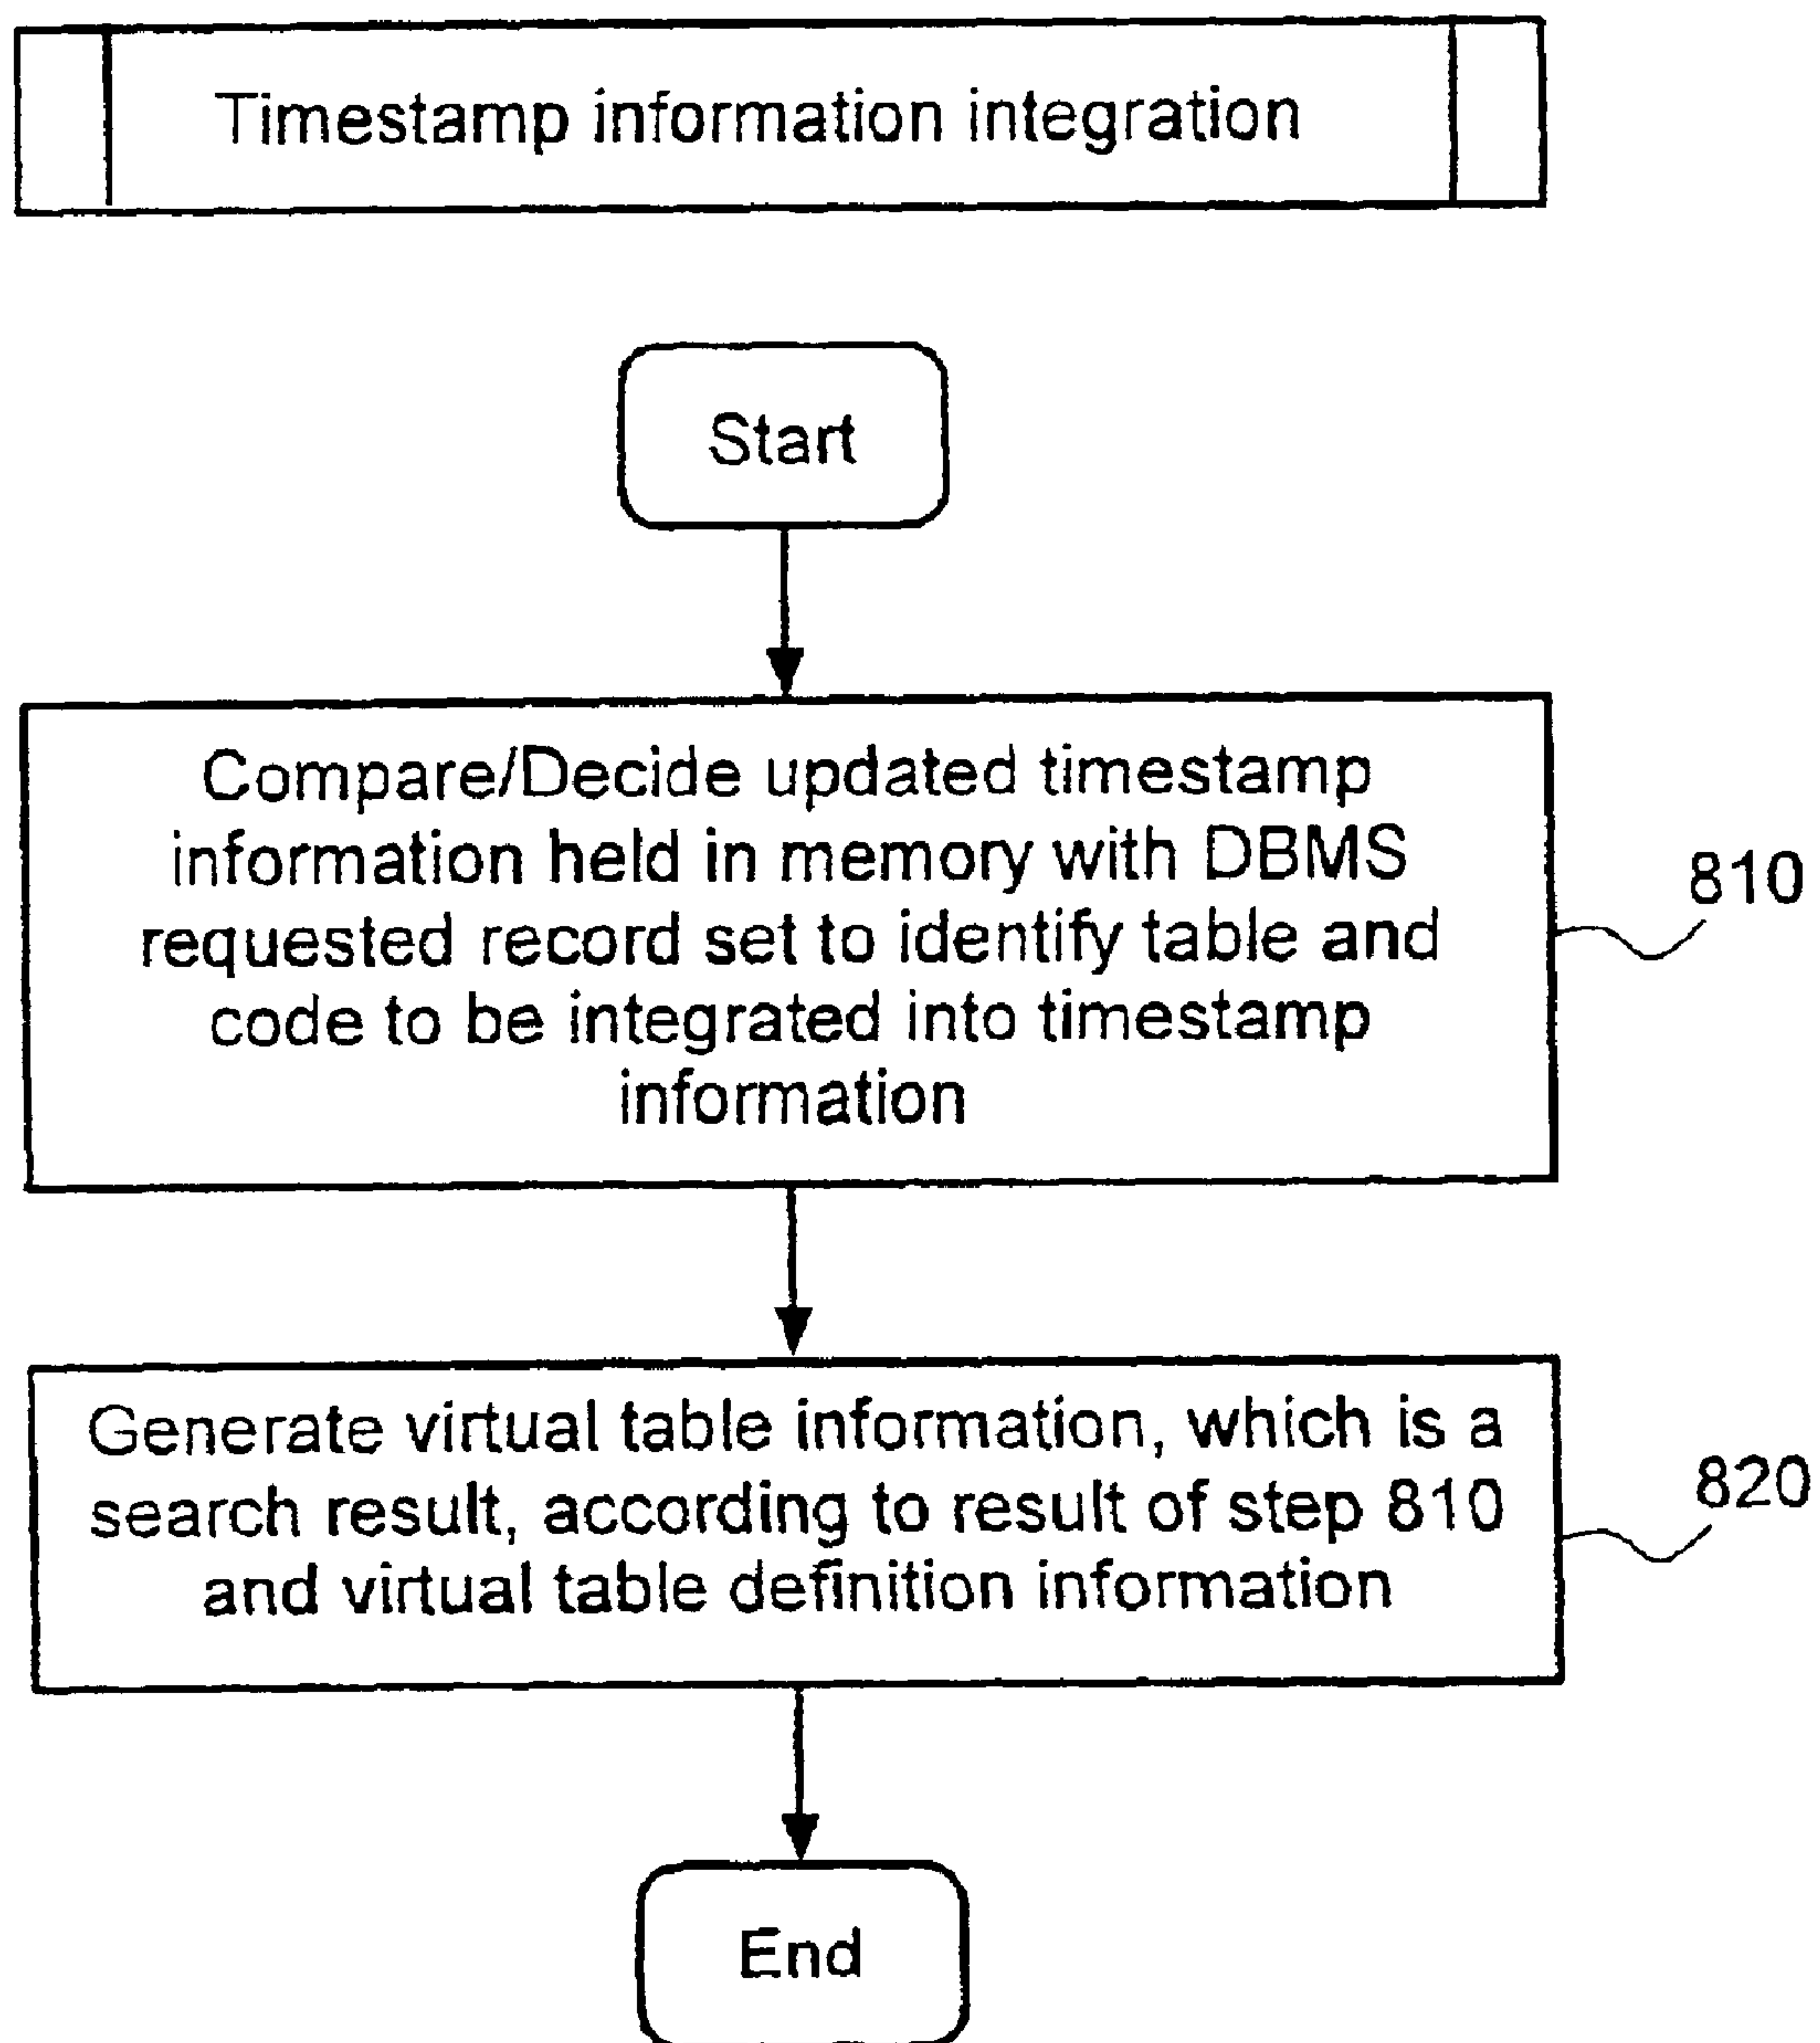 Timestamp information integration
Start
Compare/Decide updated timestamp
information held in memory with DBMS
requested record set to identify table and
code to be integrated into timestamp
information
810
Generate virtual table information, which is a
search result, according to result of step 810
and virtual table definition information
820
End